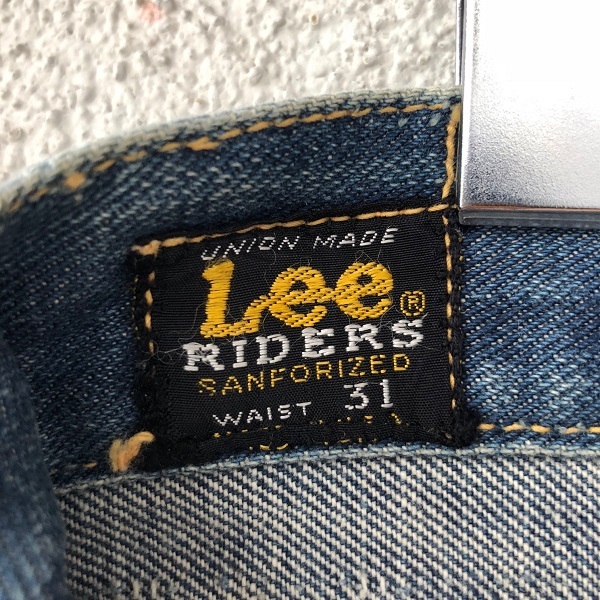 UNION MADE
Lee®
RIDERS
SANFORIZED
WAIST 31